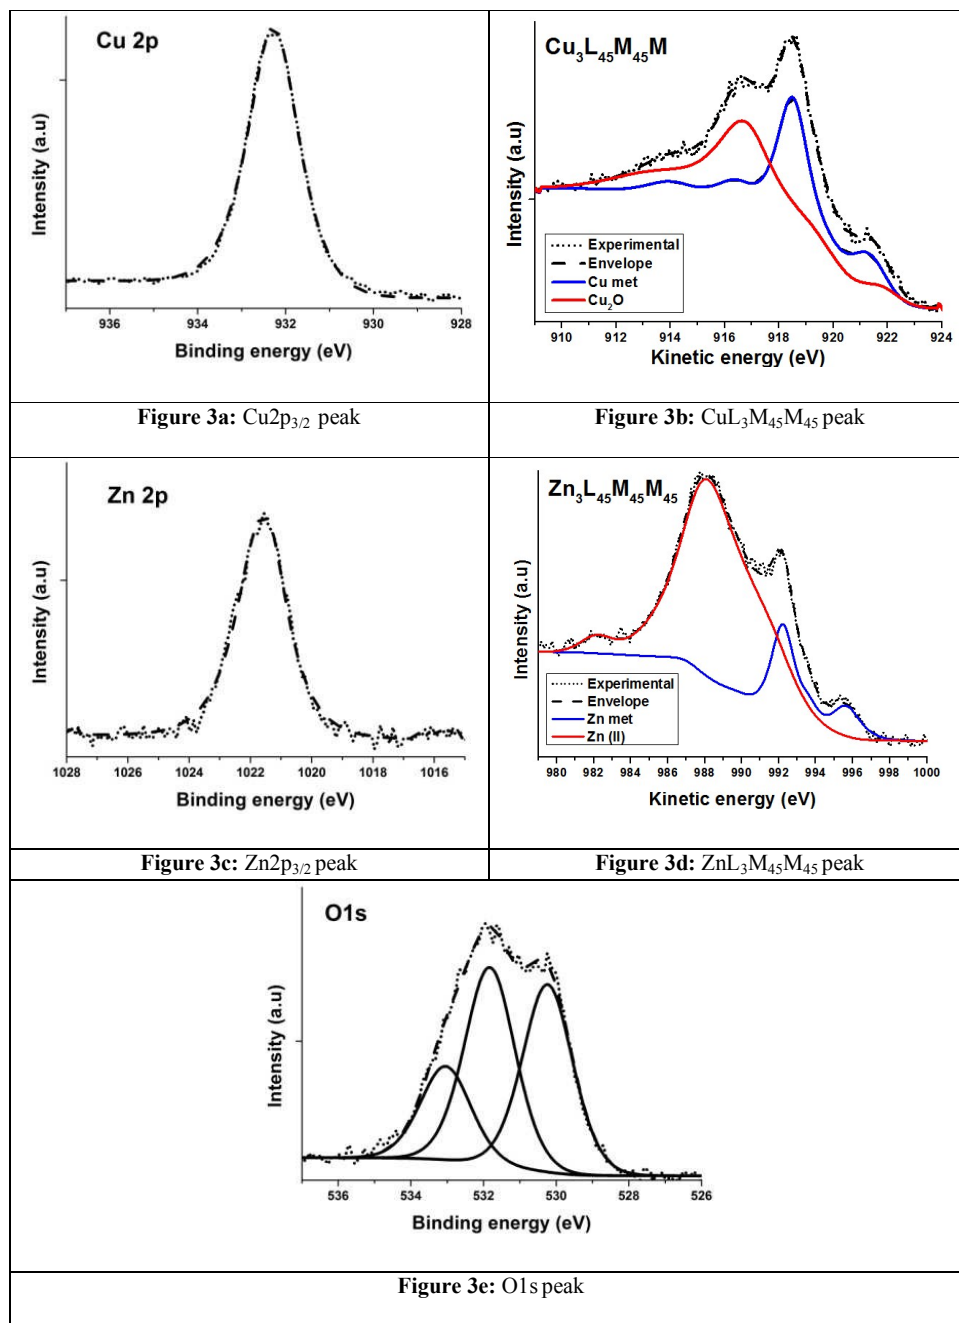 Cu 2p
Intensity (a.u)
936 934 932 930 928
Binding energy (eV)
Cu₃L₄₅M₄₅M
Intensity (a.u)
Experimental
Envelope
Cu met
Cu₂O
910 912 914 916 918 920 922 924
Kinetic energy (eV)
Figure 3a: Cu2p₃/₂ peak
Figure 3b: CuL₃M₄₅M₄₅ peak
Zn 2p
Intensity (a.u)
1028 1026 1024 1022 1020 1018 1016
Binding energy (eV)
Zn₃L₄₅M₄₅M₄₅
Intensity (a.u)
Experimental
Envelope
Zn met
Zn (II)
980 982 984 986 988 990 992 994 996 998 1000
Kinetic energy (eV)
Figure 3c: Zn2p₃/₂ peak
Figure 3d: ZnL₃M₄₅M₄₅ peak
O1s
Intensity (a.u)
536 534 532 530 528 526
Binding energy (eV)
Figure 3e: O1s peak